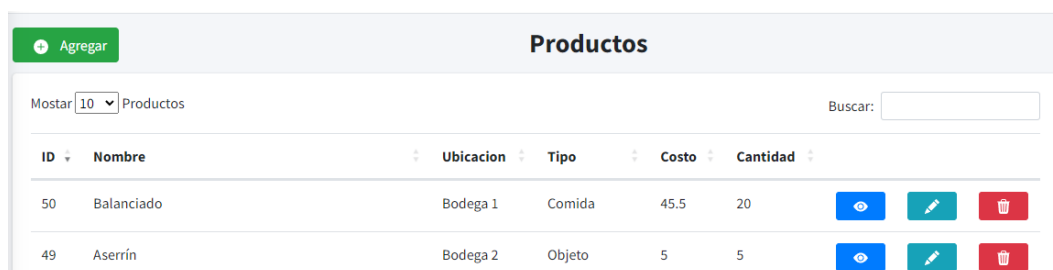 Agregar
Productos
Mostar 10 Productos
Buscar:
ID Nombre Ubicacion Tipo Costo Cantidad
50 Balanciado Bodega 1 Comida 45.5 20
49 Aserrín Bodega 2 Objeto 5 5